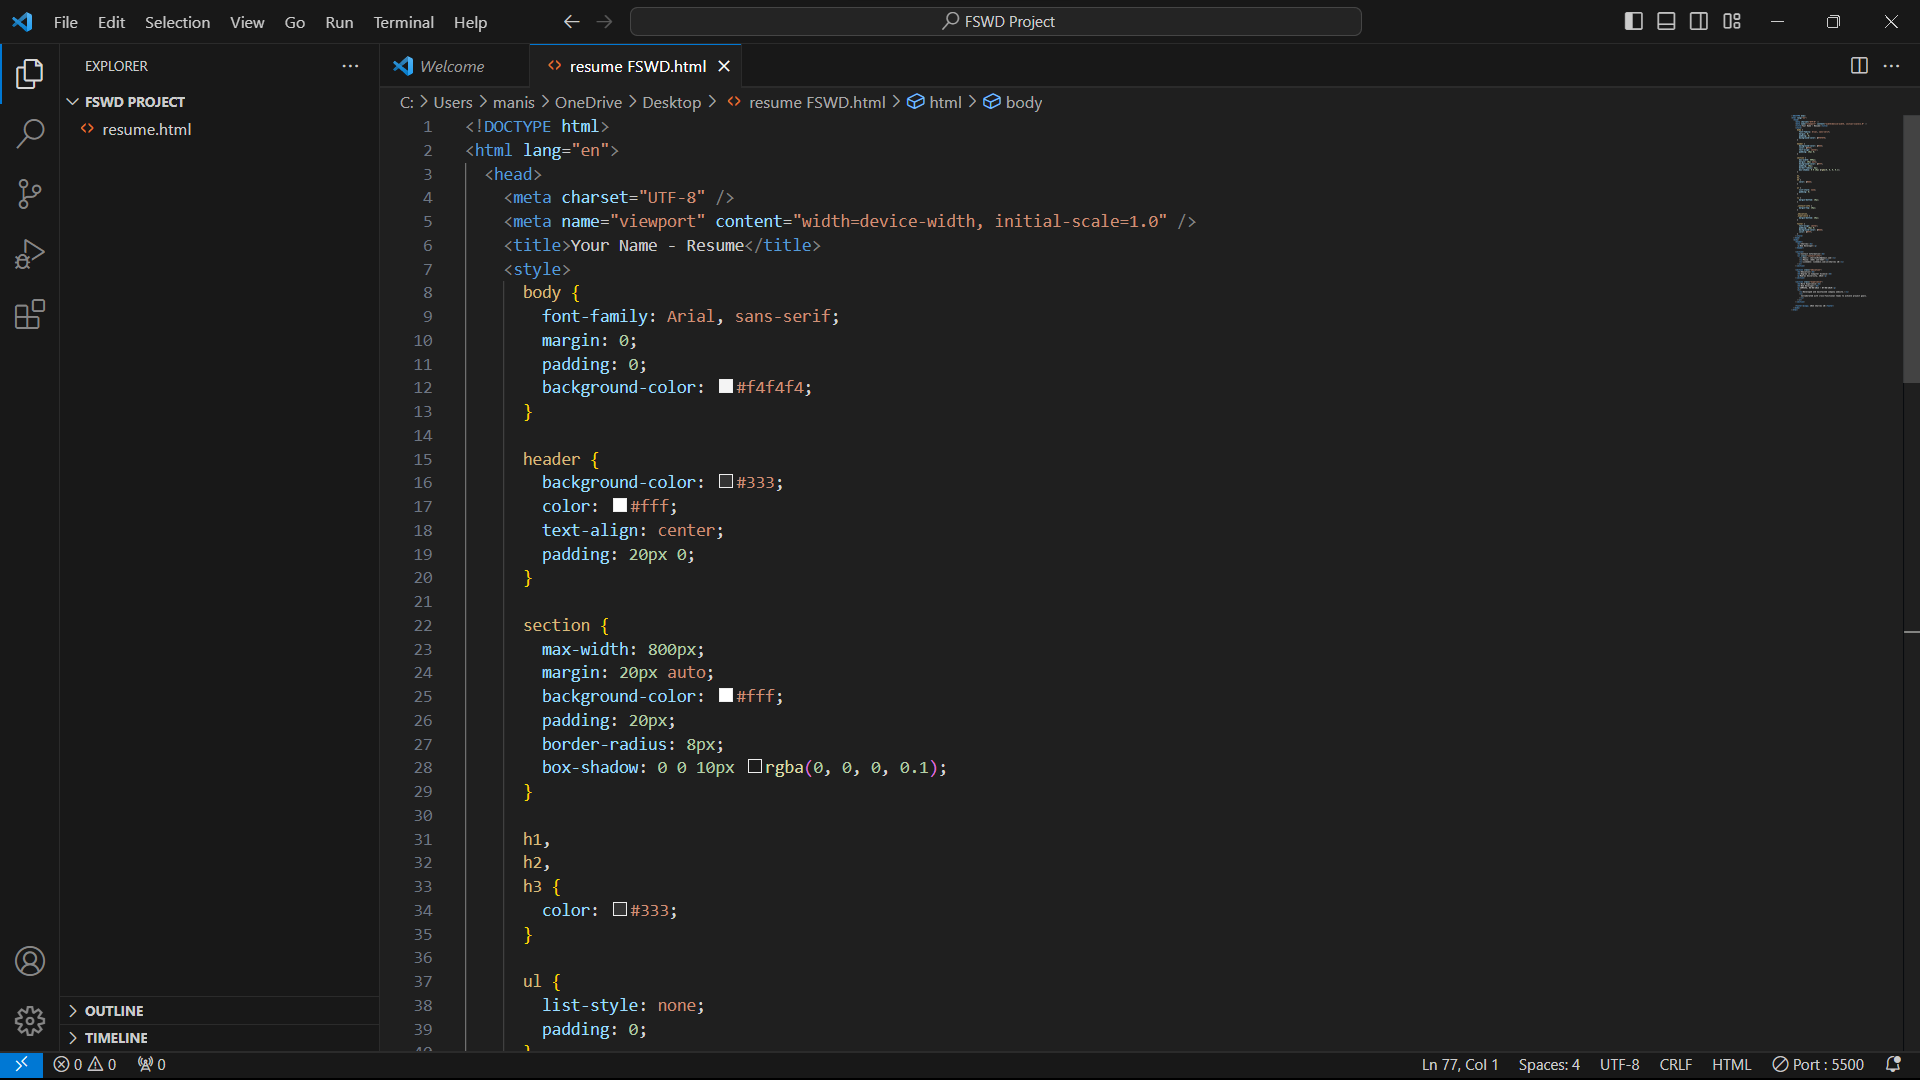 File Edit Selection View Go Run Terminal Help
FSWD Project
EXPLORER
FSWD PROJECT
resume.html
OUTLINE
TIMELINE
Welcome
resume FSWD.html
C: > Users > manis > OneDrive > Desktop > resume FSWD.html > html > body
1 <!DOCTYPE html>
2 <html lang="en">
3 <head>
4 <meta charset="UTF-8" />
5 <meta name="viewport" content="width=device-width, initial-scale=1.0" />
6 <title>Your Name - Resume</title>
7 <style>
8 body {
9 font-family: Arial, sans-serif;
10 margin: 0;
11 padding: 0;
12 background-color: #f4f4f4;
13 }
14
15 header {
16 background-color: #333;
17 color: #fff;
18 text-align: center;
19 padding: 20px 0;
20 }
21
22 section {
23 max-width: 800px;
24 margin: 20px auto;
25 background-color: #fff;
26 padding: 20px;
27 border-radius: 8px;
28 box-shadow: 0 0 10px rgba(0, 0, 0, 0.1);
29 }
30
31 h1,
32 h2,
33 h3 {
34 color: #333;
35 }
36
37 ul {
38 list-style: none;
39 padding: 0;
0 0 0 Ln 77, Col 1 Spaces: 4 UTF-8 CRLF HTML Port : 5500